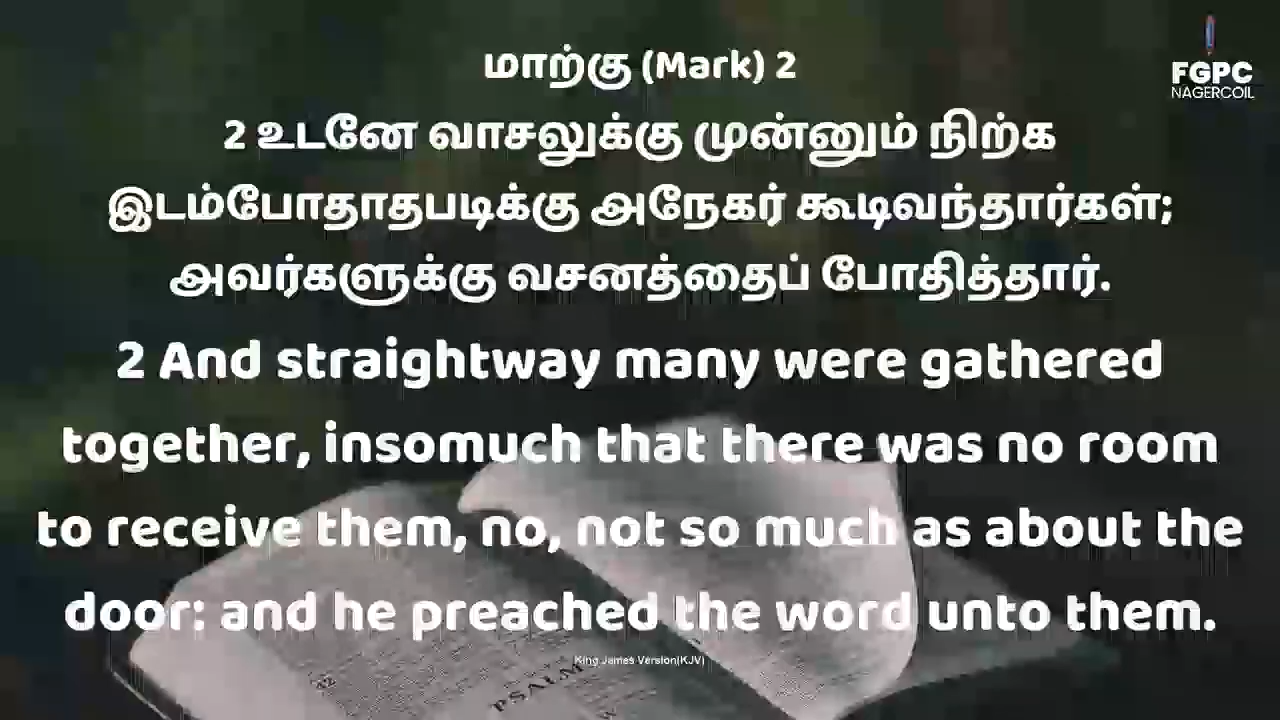 மாற்கு (Mark) 2
FGPC
NAGERCOIL
2 உடனே வாசலுக்கு முன்னும் நிற்க
இடம்போதாதபடிக்கு அநேகர் கூடிவந்தார்கள்;
அவர்களுக்கு வசனத்தைப் போதித்தார்.
2 And straightway many were gathered
together, insomuch that there was no room
to receive them, no, not so much as about the
door: and he preached the word unto them.
King James Version(KJV)
PSALM